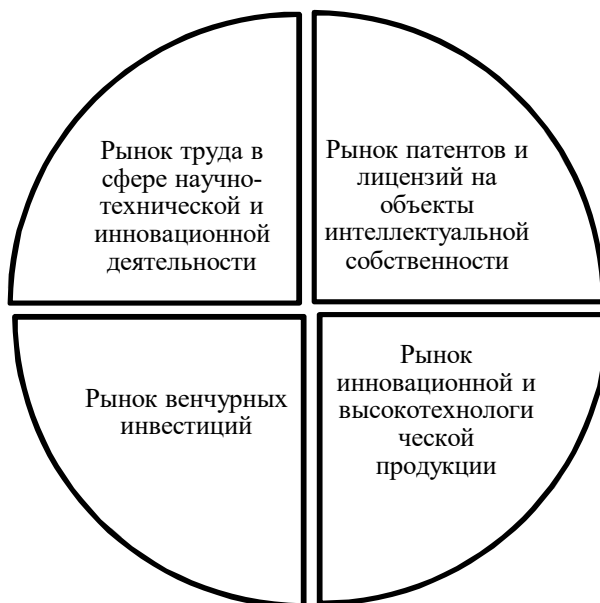 Рынок труда в
сфере научно-
технической и
инновационной
деятельности
Рынок патентов и
лицензий на
объекты
интеллектуальной
собственности
Рынок венчурных
инвестиций
Рынок
инновационной и
высокотехнологи
ческой
продукции